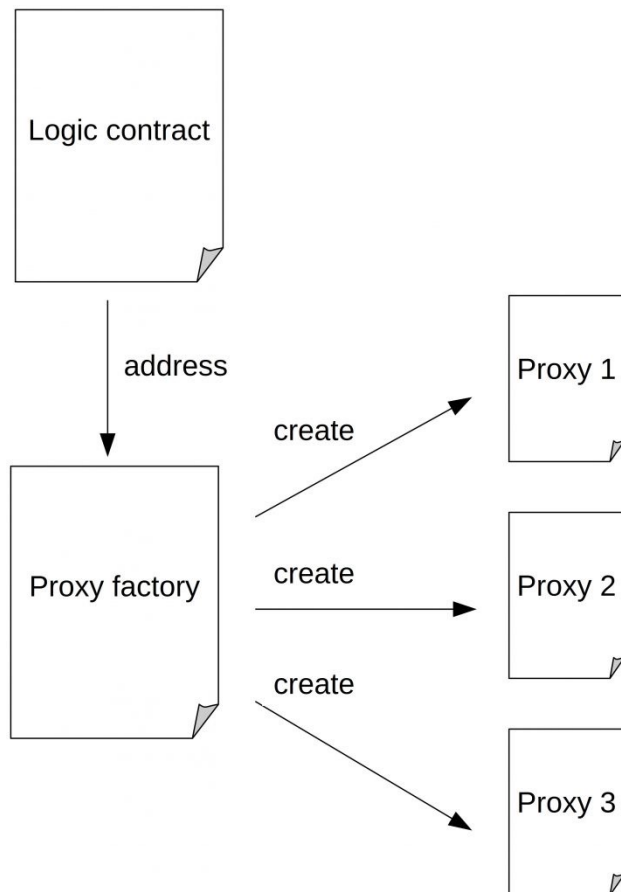 Logic contract
address
Proxy factory
create
create
create
Proxy 1
Proxy 2
Proxy 3